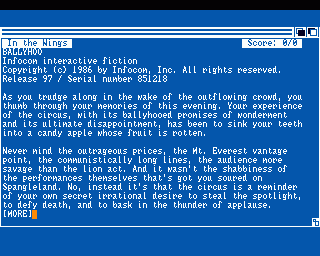 In the Wings Score: 0/0
BALLYHOO
Infocom interactive fiction
Copyright (c) 1986 by Infocom, Inc. All rights reserved.
Release 97 / Serial number 851218
As you trudge along in the wake of the outflowing crowd, you
thumb through your memories of this evening. Your experience
of the circus, with its ballyhooed promises of wonderment
and its ultimate disappointment, has been to sink your teeth
into a candy apple whose fruit is rotten.
Never mind the outrageous prices, the Mt. Everest vantage
point, the communistically long lines, the audience more
savage than the lion act. And it wasn't the shabbiness of
the performances themselves that's got you soured on
Spangleland. No, instead it's that the circus is a reminder
of your own secret irrational desire to steal the spotlight,
to defy death, and to bask in the thunder of applause.
[MORE]